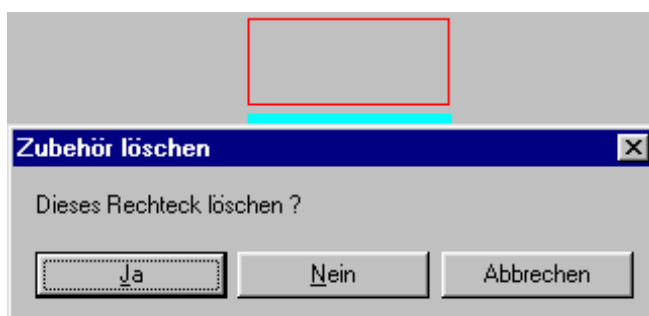 Zubehör löschen
Dieses Rechteck löschen ?
Ja Nein Abbrechen